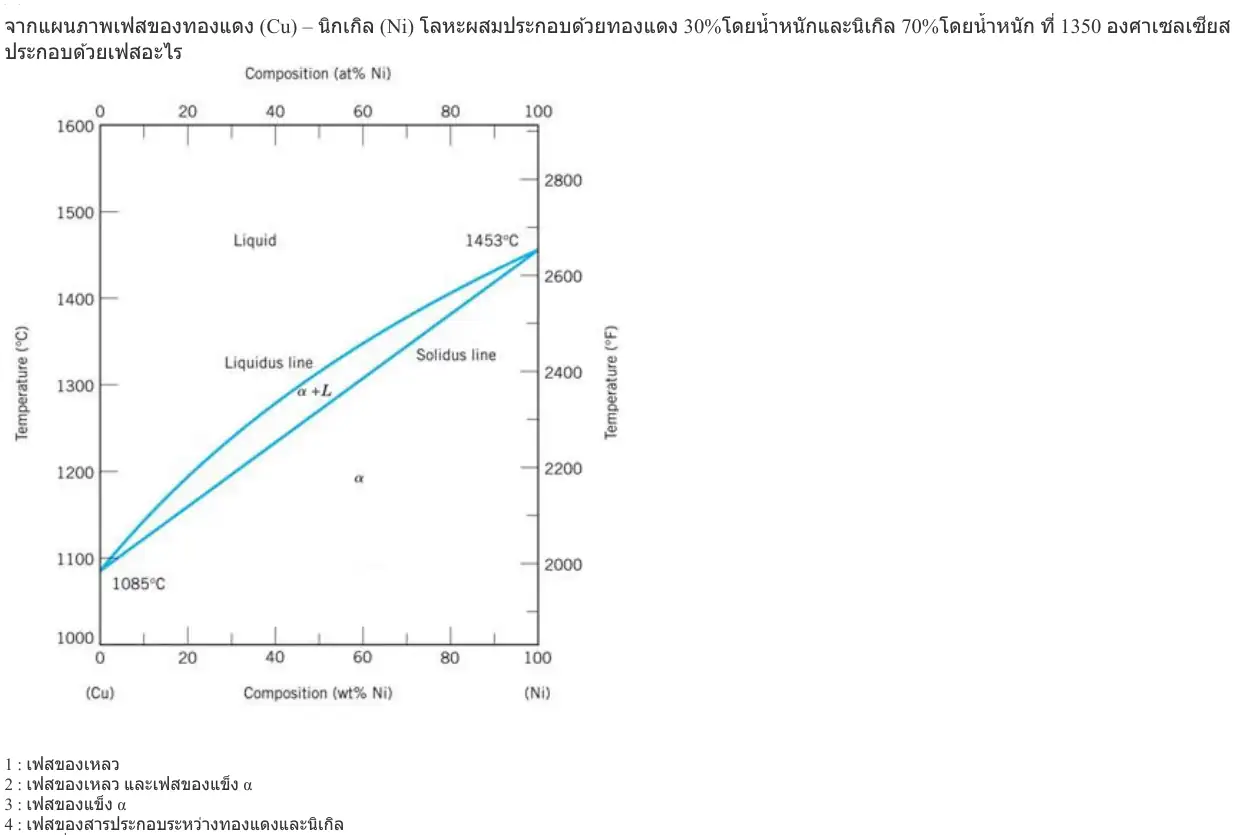 จากแผนภาพเฟสของทองแดง (Cu) – นิกเกิล (Ni) โลหะผสมประกอบด้วยทองแดง 30%โดยน้ำหนักและนิเกิล 70%โดยน้ำหนัก ที่ 1350 องศาเซลเซียส
ประกอบด้วยเฟสอะไร
Composition (at% Ni)
0 20 40 60 80 100
1600
2800
1500
Liquid 1453°C
2600
1400
Temperature (°C)
Temperature (°F)
Liquidus line
Solidus line
2400
1300
α +L
2200
1200
α
1100
2000
1085°C
1000
0 20 40 60 80 100
(Cu) Composition (wt% Ni) (Ni)
1 : เฟสของเหลว
2 : เฟสของเหลว และเฟสของแข็ง α
3 : เฟสของแข็ง α
4 : เฟสของสารประกอบระหว่างทองแดงและนิเกิล